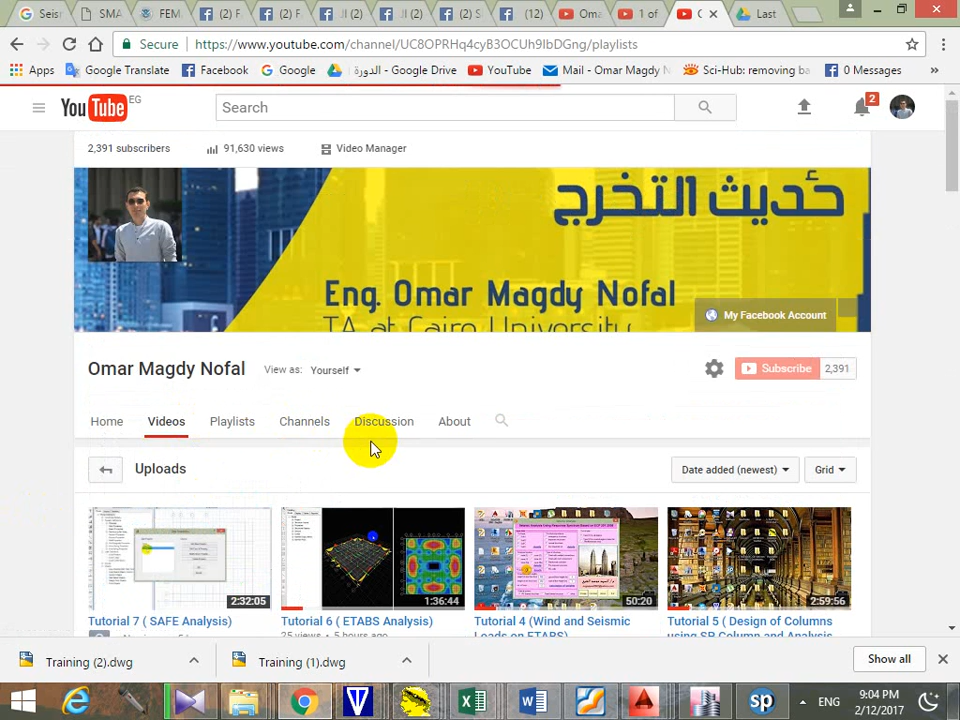 Seisn
SMA
FEM
(2) F
(2) F
(2)
(2)
(2) S
(12)
Oma
1 of
Last
Secure
https://www.youtube.com/channel/UC8OPRHq4cyB3OCUh9IbDGng/playlists
Apps
Google Translate
Facebook
Google
الدورة - Google Drive
YouTube
Mail - Omar Magdy N
Sci-Hub: removing ba
0 Messages
»
YouTube EG
Search
2
2,391 subscribers
91,630 views
Video Manager
حديث التخرج
Eng. Omar Magdy Nofal
TA at Cairo University
My Facebook Account
Omar Magdy Nofal
View as: Yourself
Subscribe 2,391
Home
Videos
Playlists
Channels
Discussion
About
Uploads
Date added (newest)
Grid
2:32:05
1:36:44
50:20
2:59:56
Tutorial 7 ( SAFE Analysis)
Tutorial 6 ( ETABS Analysis)
25 views • 5 hours ago
Tutorial 4 (Wind and Seismic
Loads on ETABS)
Tutorial 5 ( Design of Columns
using SP Column and Analysis
Training (2).dwg
Training (1).dwg
Show all
sp
ENG
9:04 PM
2/12/2017